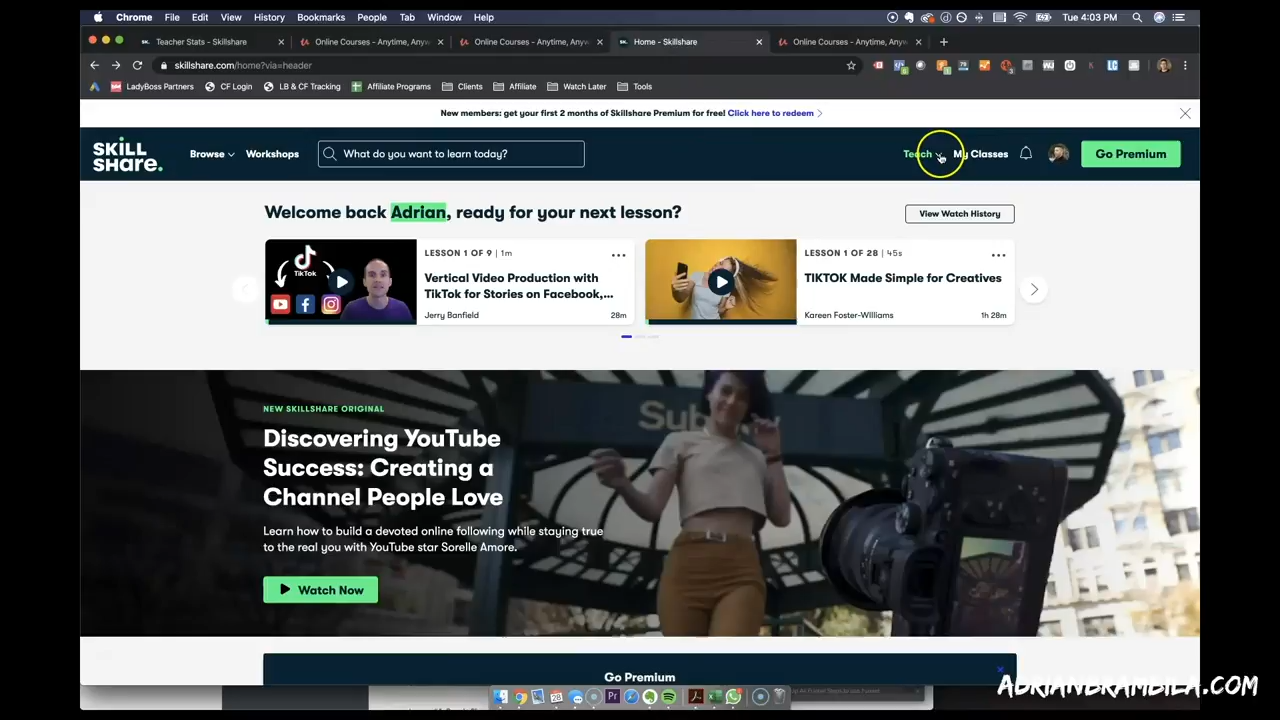 Chrome File Edit View History Bookmarks People Tab Window Help
Tue 4:03 PM
Teacher Stats - Skillshare
Online Courses - Anytime, Anyw
Online Courses - Anytime, Anyw
Home - Skillshare
Online Courses - Anytime, Anyw
skillshare.com/home?via=header
LadyBoss Partners CF Login LB & CF Tracking Affiliate Programs Clients Affiliate Watch Later Tools
New members: get your first 2 months of Skillshare Premium for free! Click here to redeem
SKILL
SHARE.
Browse Workshops What do you want to learn today? Teach My Classes Go Premium
Welcome back Adrian, ready for your next lesson?
View Watch History
TikTok
LESSON 1 OF 9 | 1m
Vertical Video Production with
TikTok for Stories on Facebook,...
Jerry Banfield 28m
LESSON 1 OF 28 | 45s
TIKTOK Made Simple for Creatives
Kareen Foster-Williams 1h 28m
NEW SKILLSHARE ORIGINAL
Discovering YouTube
Success: Creating a
Channel People Love
Learn how to build a devoted online following while staying true
to the real you with YouTube star Sorelle Amore.
Watch Now
Go Premium
ADRIANBRAMBILA.COM